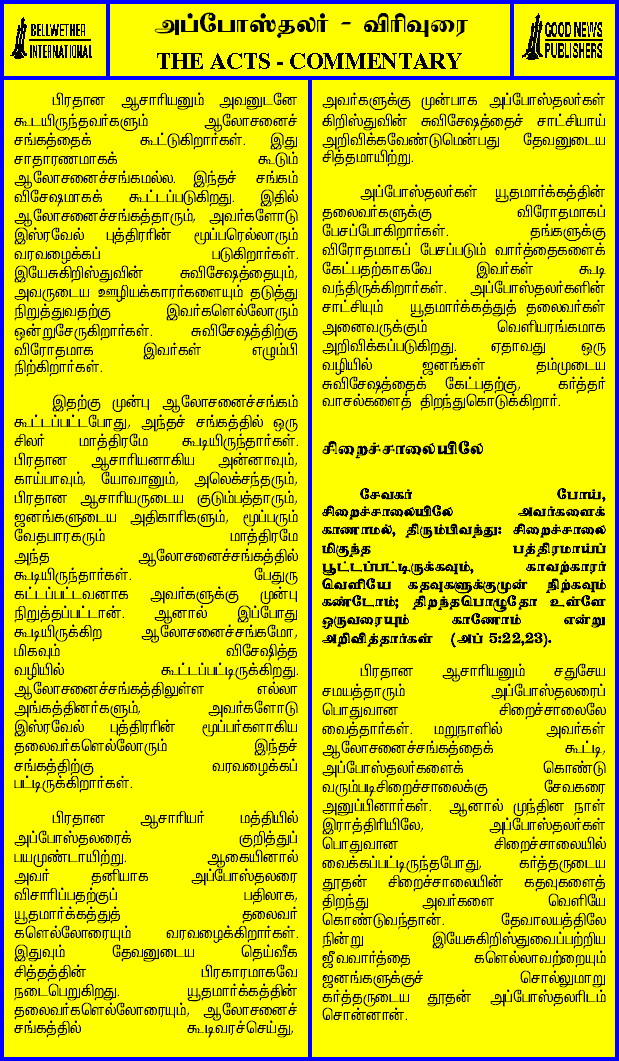 BELLWETHER
INTERNATIONAL
அப்போஸ்தலர் - விரிவுரை
THE ACTS - COMMENTARY
GOOD NEWS
PUBLISHERS
பிரதான ஆசாரியனும் அவனுடனே
கூடயிருந்தவர்களும் ஆலோசனைச்
சங்கத்தைக் கூட்டுகிறார்கள். இது
சாதாரணமாகக் கூடும்
ஆலோசனைச்சங்கமல்ல. இந்தச் சங்கம்
விசேஷமாகக் கூட்டப்படுகிறது. இதில்
ஆலோசனைச்சங்கத்தாரும், அவர்களோடு
இஸ்ரவேல் புத்திரரின் மூப்பரெல்லாரும்
வரவழைக்கப் படுகிறார்கள்.
இயேசுகிறிஸ்துவின் சுவிசேஷத்தையும்,
அவருடைய ஊழியக்காரர்களையும் தடுத்து
நிறுத்துவதற்கு இவர்களெல்லோரும்
ஒன்றுசேருகிறார்கள். சுவிசேஷத்திற்கு
விரோதமாக இவர்கள் எழும்பி
நிற்கிறார்கள்.
இதற்கு முன்பு ஆலோசனைச்சங்கம்
கூட்டப்பட்டபோது, அந்தச் சங்கத்தில் ஒரு
சிலர் மாத்திரமே கூடியிருந்தார்கள்.
பிரதான ஆசாரியனாகிய அன்னாவும்,
காய்பாவும், யோவானும், அலெக்சந்தரும்,
பிரதான ஆசாரியருடைய குடும்பத்தாரும்,
ஜனங்களுடைய அதிகாரிகளும், மூப்பரும்
வேதபாரகரும் மாத்திரமே
அந்த ஆலோசனைச்சங்கத்தில்
கூடியிருந்தார்கள். பேதுரு
கட்டப்பட்டவனாக அவர்களுக்கு முன்பு
நிறுத்தப்பட்டான். ஆனால் இப்போது
கூடியிருக்கிற ஆலோசனைச்சங்கமோ,
மிகவும் விசேஷித்த
வழியில் கூட்டப்பட்டிருக்கிறது.
ஆலோசனைச்சங்கத்திலுள்ள எல்லா
அங்கத்தினர்களும், அவர்களோடு
இஸ்ரவேல் புத்திரரின் மூப்பர்களாகிய
தலைவர்களெல்லோரும் இந்தச்
சங்கத்திற்கு வரவழைக்கப்
பட்டிருக்கிறார்கள்.
பிரதான ஆசாரியர் மத்தியில்
அப்போஸ்தலரைக் குறித்துப்
பயமுண்டாயிற்று. ஆகையினால்
அவர் தனியாக அப்போஸ்தலரை
விசாரிப்பதற்குப் பதிலாக,
யூதமார்க்கத்துத் தலைவர்
களெல்லோரையும் வரவழைக்கிறார்கள்.
இதுவும் தேவனுடைய தெய்வீக
சித்தத்தின் பிரகாரமாகவே
நடைபெறுகிறது. யூதமார்க்கத்தின்
தலைவர்களெல்லோரையும், ஆலோசனைச்
சங்கத்தில் கூடிவரச்செய்து,
அவர்களுக்கு முன்பாக அப்போஸ்தலர்கள்
கிறிஸ்துவின் சுவிசேஷத்தைச் சாட்சியாய்
அறிவிக்கவேண்டுமென்பது தேவனுடைய
சித்தமாயிற்று.
அப்போஸ்தலர்கள் யூதமார்க்கத்தின்
தலைவர்களுக்கு விரோதமாகப்
பேசப்போகிறார்கள். தங்களுக்கு
விரோதமாகப் பேசப்படும் வார்த்தைகளைக்
கேட்பதற்காகவே இவர்கள் கூடி
வந்திருக்கிறார்கள். அப்போஸ்தலர்களின்
சாட்சியும் யூதமார்க்கத்துத் தலைவர்கள்
அனைவருக்கும் வெளியரங்கமாக
அறிவிக்கப்படுகிறது. ஏதாவது ஒரு
வழியில் ஜனங்கள் தம்முடைய
சுவிசேஷத்தைக் கேட்பதற்கு, கர்த்தர்
வாசல்களைத் திறந்துகொடுக்கிறார்.
சிறைச்சாலையிலே
சேவகர் போய்,
சிறைச்சாலையிலே அவர்களைக்
காணாமல், திரும்பிவந்து: சிறைச்சாலை
மிகுந்த பத்திரமாய்ப்
பூட்டப்பட்டிருக்கவும், காவற்காரர்
வெளியே கதவுகளுக்குமுன் நிற்கவும்
கண்டோம்; திறந்தபொழுதோ உள்ளே
ஒருவரையும் காணோம் என்று
அறிவித்தார்கள் (அப் 5:22,23).
பிரதான ஆசாரியனும் சதுசேய
சமயத்தாரும் அப்போஸ்தலரைப்
பொதுவான சிறைச்சாலைலே
வைத்தார்கள். மறுநாளில் அவர்கள்
ஆலோசனைச்சங்கத்தைக் கூட்டி,
அப்போஸ்தலர்களைக் கொண்டு
வரும்படிசிறைச்சாலைக்கு சேவகரை
அனுப்பினார்கள். ஆனால் முந்தின நாள்
இராத்திரியிலே, அப்போஸ்தலர்கள்
பொதுவான சிறைச்சாலையில்
வைக்கப்பட்டிருந்தபோது, கர்த்தருடைய
தூதன் சிறைச்சாலையின் கதவுகளைத்
திறந்து அவர்களை வெளியே
கொண்டுவந்தான். தேவாலயத்திலே
நின்று இயேசுகிறிஸ்துவைப்பற்றிய
ஜீவவார்த்தை களெல்லாவற்றையும்
ஜனங்களுக்குச் சொல்லுமாறு
கர்த்தருடைய தூதன் அப்போஸ்தலரிடம்
சொன்னான்.